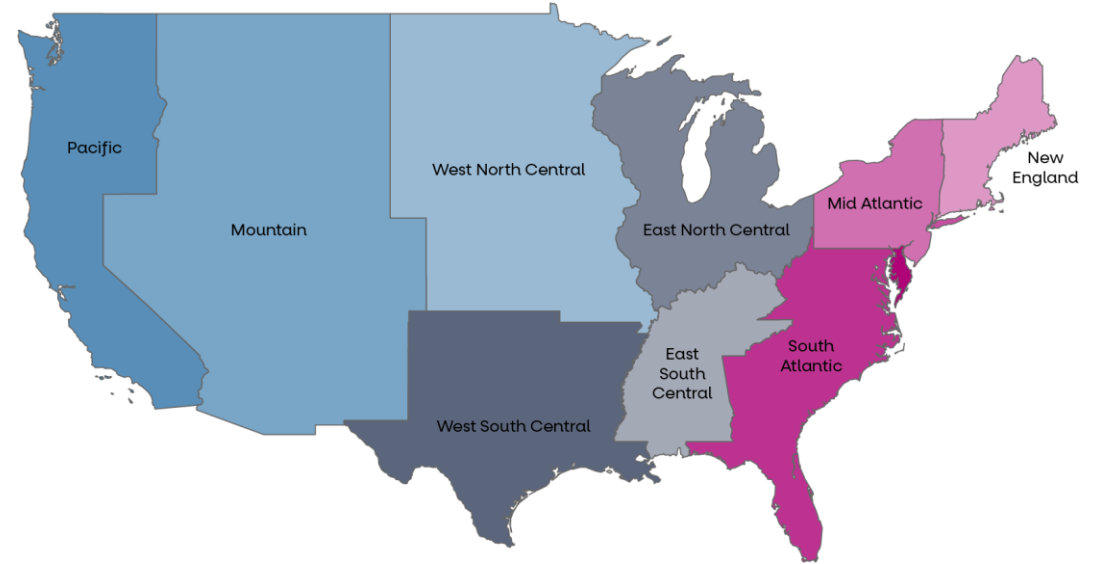 Pacific
Mountain
West North Central
East North Central
Mid Atlantic
New
England
West South Central
East
South
Central
South
Atlantic